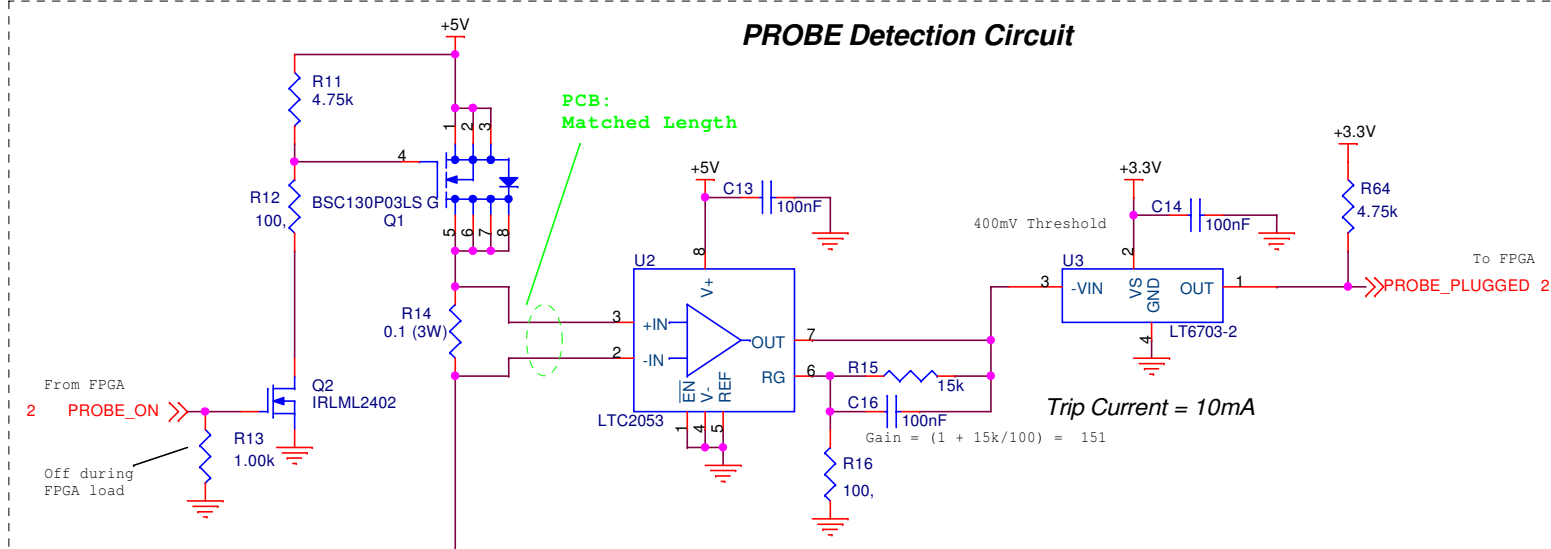 PROBE Detection Circuit
+5V
R11
4.75k
PCB:
Matched Length
1
2
3
4
R12
100,
BSC130P03LS G
Q1
5
6
7
8
+5V
C13
100nF
+3.3V
+3.3V
R64
4.75k
400mV Threshold
C14
100nF
U2
8
V+
R14
0.1 (3W)
3
+IN
2
-IN
OUT
7
RG
6
EN
V-
REF
LTC2053
1
4
5
R15
15k
C16
100nF
Gain = (1 + 15k/100) = 151
R16
100,
Trip Current = 10mA
U3
2
3
-VIN
VS
GND
OUT
1
4
LT6703-2
To FPGA
PROBE_PLUGGED 2
From FPGA
2 PROBE_ON
Q2
IRLML2402
R13
1.00k
Off during
FPGA load